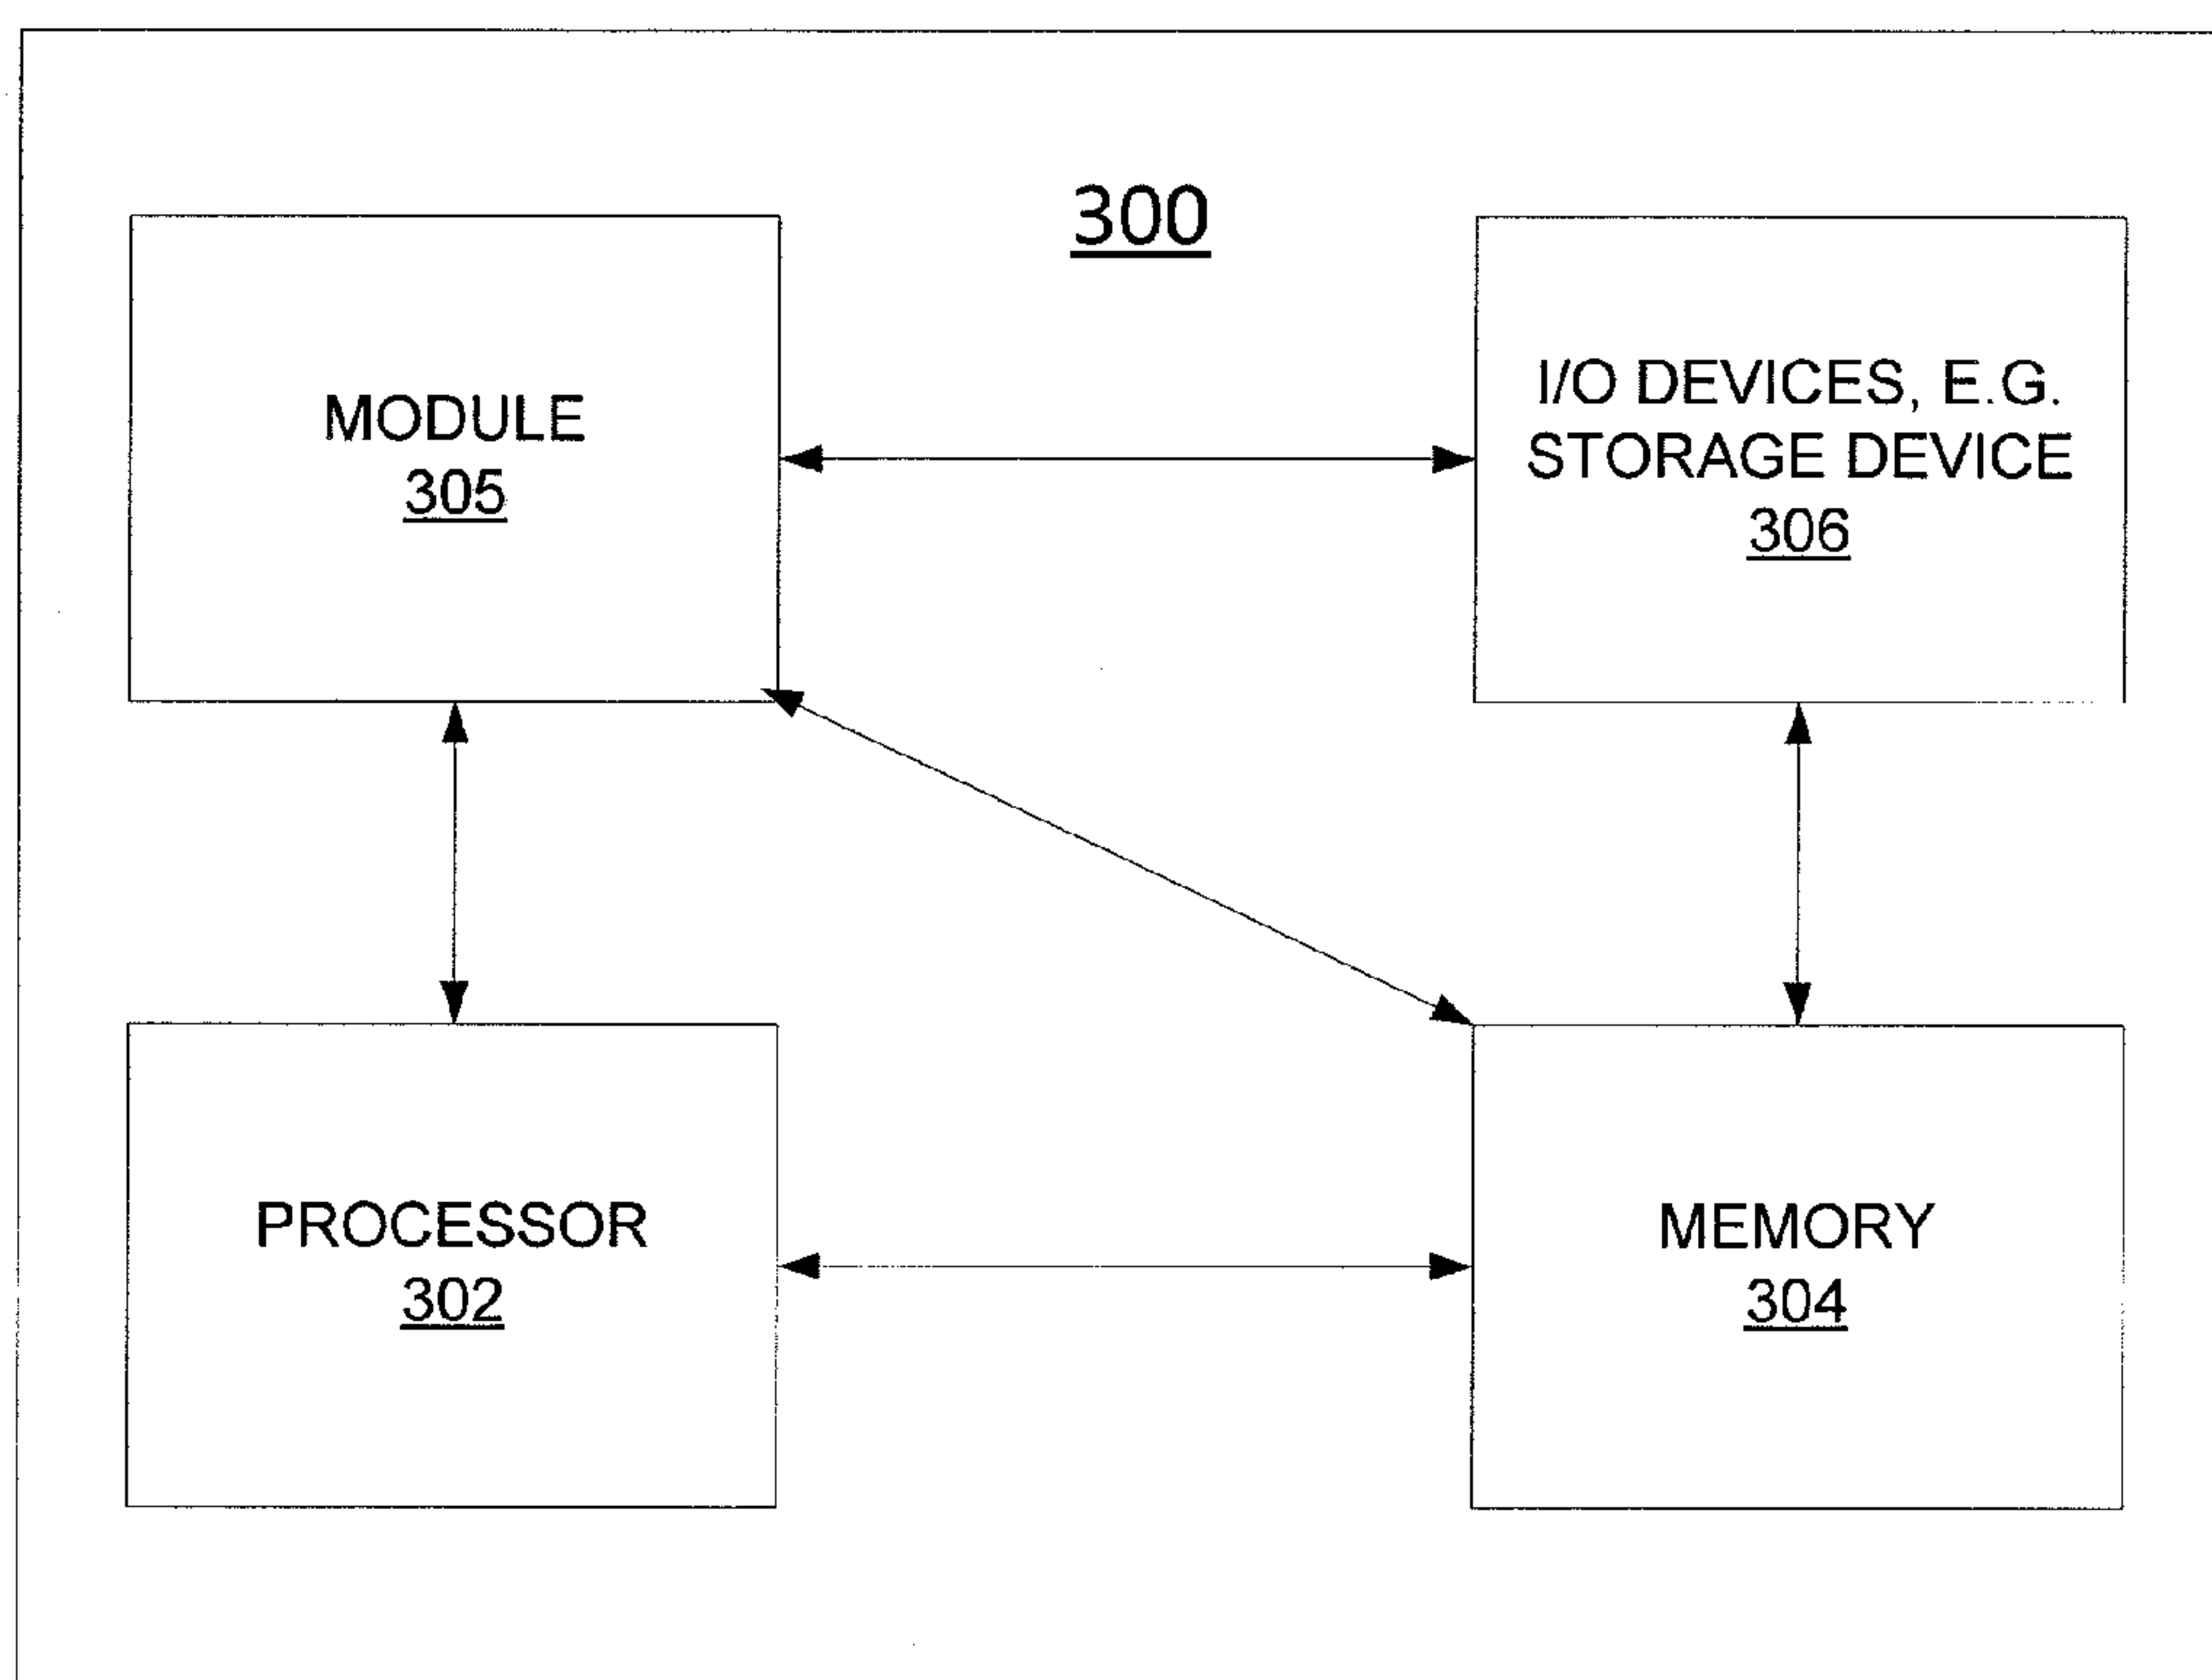 300
MODULE
305
I/O DEVICES, E.G.
STORAGE DEVICE
306
PROCESSOR
302
MEMORY
304